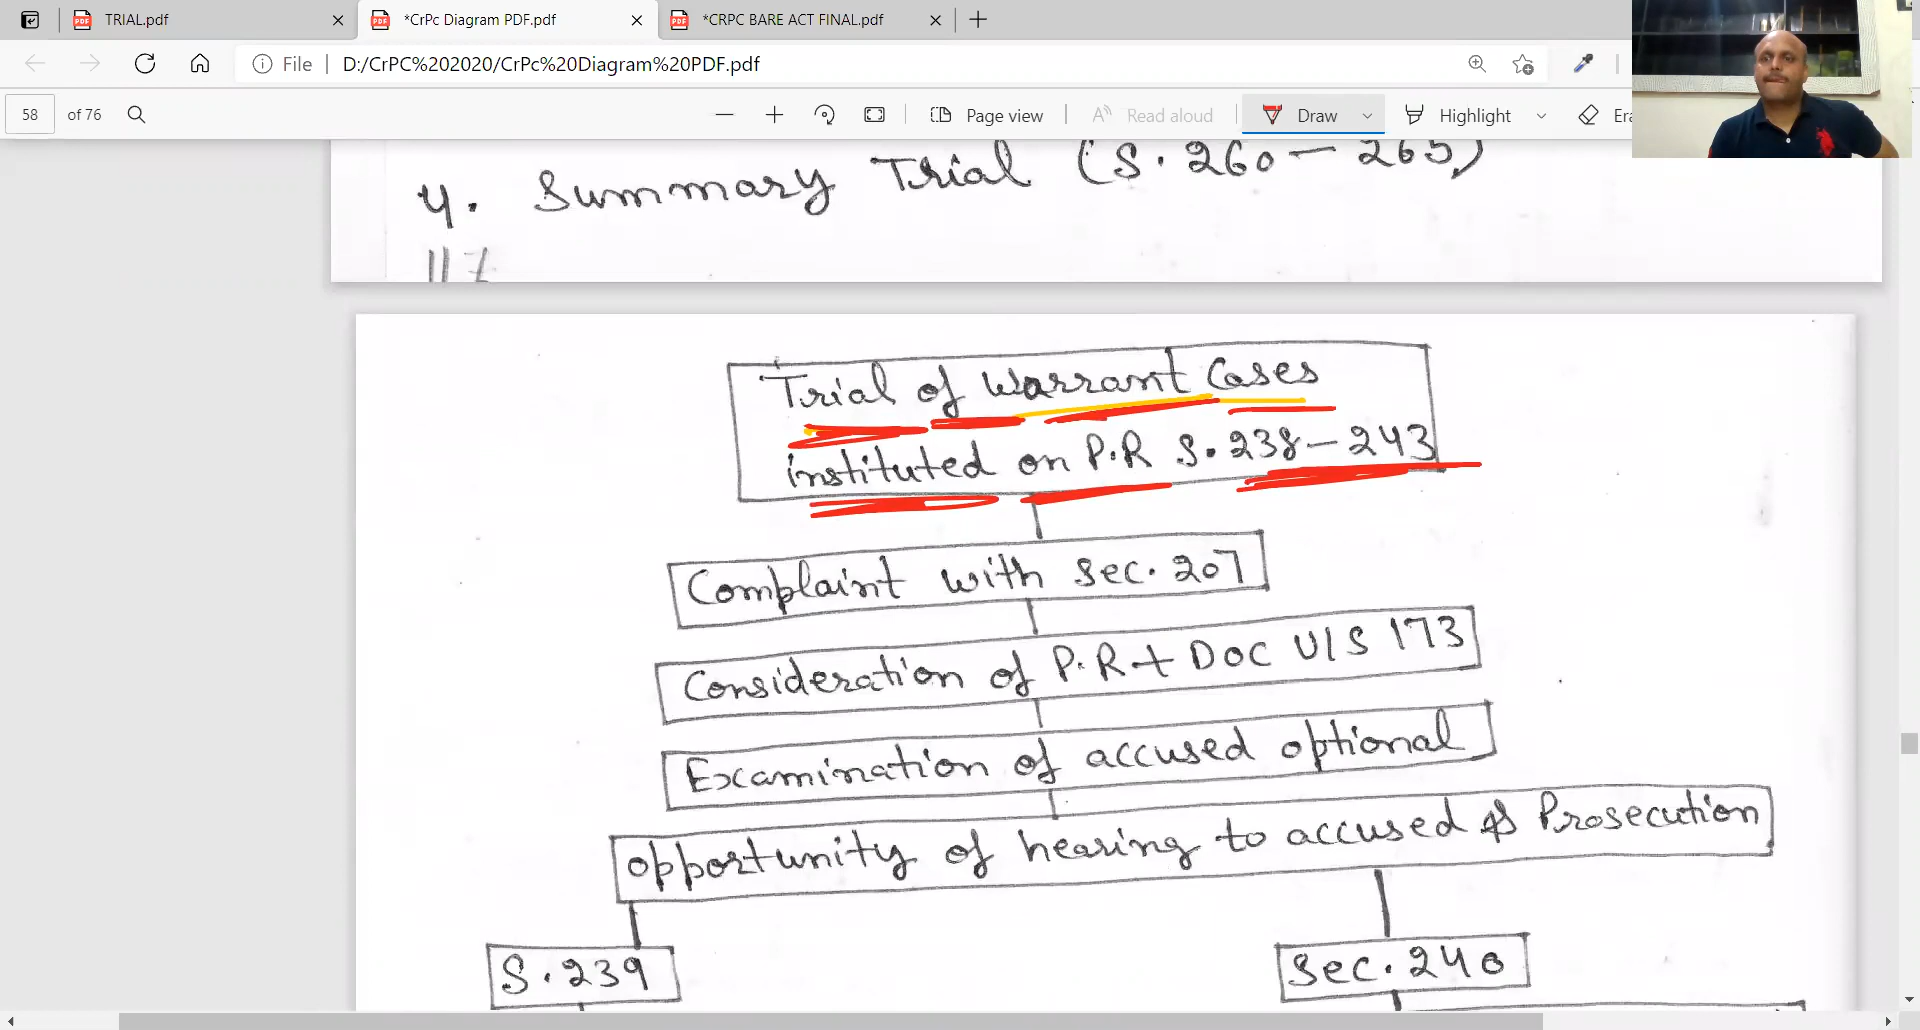 TRIAL.pdf
*CrPc Diagram PDF.pdf
*CRPC BARE ACT FINAL.pdf
File
D:/CrPC%202020/CrPc%20Diagram%20PDF.pdf
58 of 76
Page view
Read aloud
Draw
Highlight
Era
4. Summary Trial (S. 260 – 265)
Trial of Warrant Cases
instituted on P.R S. 238 – 243
Complaint with Sec. 207
Consideration of P.R + DOC U/S 173
Examination of accused optional
opportunity of hearing to accused & Prosecution
S. 239
Sec. 240